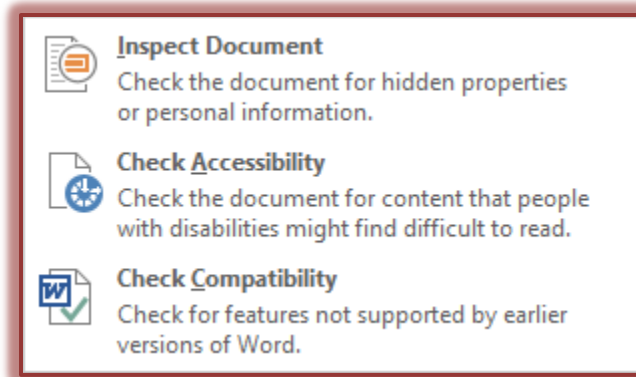 Inspect Document
Check the document for hidden properties
or personal information.
Check Accessibility
Check the document for content that people
with disabilities might find difficult to read.
Check Compatibility
Check for features not supported by earlier
versions of Word.